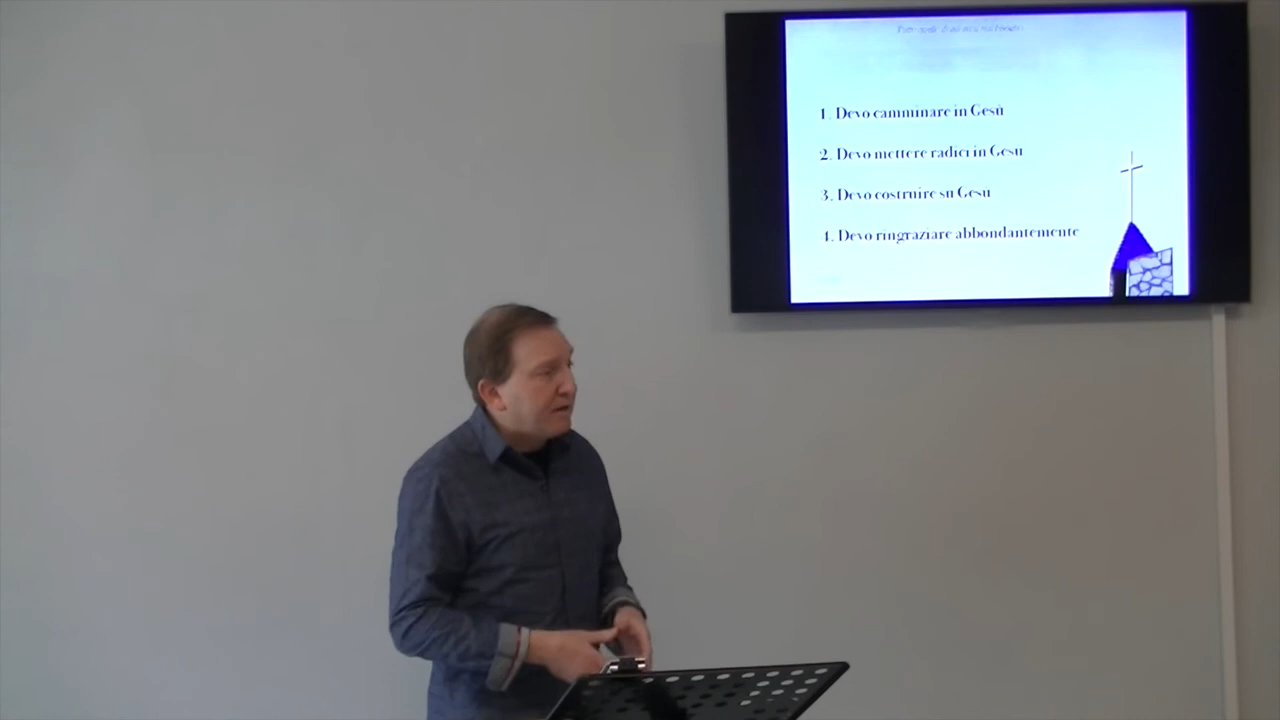 1. Devo camminare in Gesù
2. Devo mettere radici in Gesù
3. Devo costruire su Gesù
4. Devo ringraziare abbondantemente